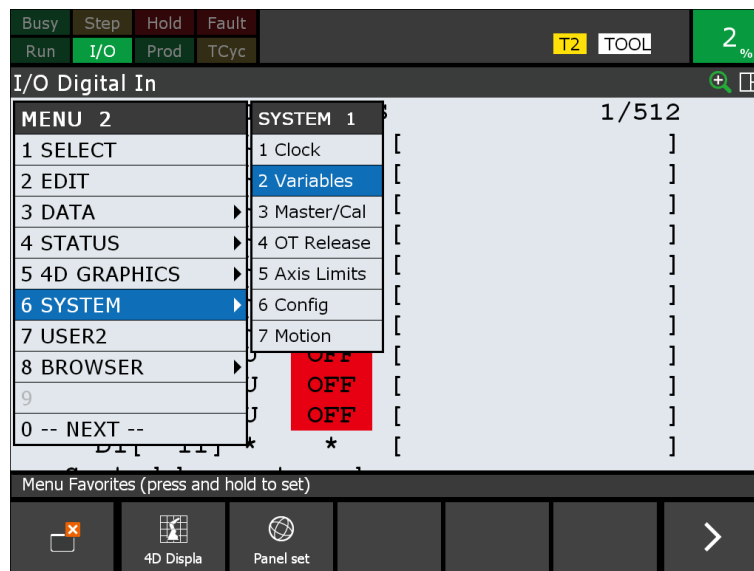 Busy Step Hold Fault
Run I/O Prod TCyc
T2 TOOL
2 %
I/O Digital In
1/512
MENU 2
1 SELECT
2 EDIT
3 DATA
4 STATUS
5 4D GRAPHICS
6 SYSTEM
7 USER2
8 BROWSER
9
0 -- NEXT --
SYSTEM 1
1 Clock
2 Variables
3 Master/Cal
4 OT Release
5 Axis Limits
6 Config
7 Motion
[ ]
[ ]
[ ]
[ ]
[ ]
[ ]
[ ]
U OFF [ ]
U OFF [ ]
U OFF [ ]
DI[ 11] * * [ ]
Menu Favorites (press and hold to set)
4D Displa
Panel set